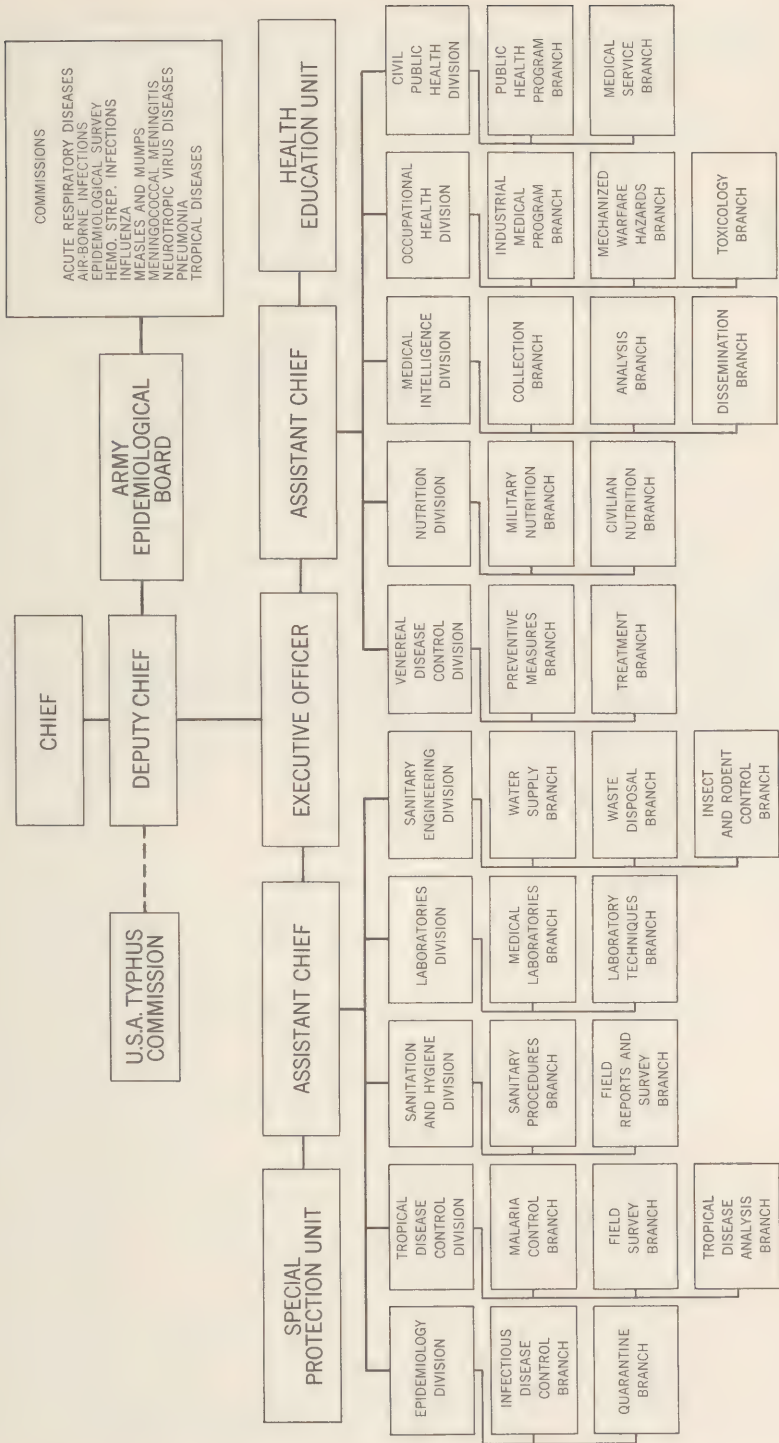 CHIEF
DEPUTY CHIEF
U.S.A. TYPHUS
COMMISSION
ARMY
EPIDEMIOLOGICAL
BOARD
COMMISSIONS
ACUTE RESPIRATORY DISEASES
AIR-BORNE INFECTIONS
EPIDEMIOLOGICAL SURVEY
HEMO. STREP. INFECTIONS
INFLUENZA
MEASLES AND MUMPS
MENINGOCOCCAL MENINGITIS
NEUROTROPIC VIRUS DISEASES
PNEUMONIA
TROPICAL DISEASES
SPECIAL
PROTECTION UNIT
ASSISTANT CHIEF
EXECUTIVE OFFICER
ASSISTANT CHIEF
HEALTH
EDUCATION UNIT
EPIDEMIOLOGY
DIVISION
INFECTIOUS
DISEASE
CONTROL
BRANCH
QUARANTINE
BRANCH
TROPICAL
DISEASE
CONTROL
DIVISION
MALARIA
CONTROL
BRANCH
FIELD
SURVEY
BRANCH
TROPICAL
DISEASE
ANALYSIS
BRANCH
SANITATION
AND HYGIENE
DIVISION
SANITARY
PROCEDURES
BRANCH
FIELD
REPORTS AND
SURVEY
BRANCH
LABORATORIES
DIVISION
MEDICAL
LABORATORIES
BRANCH
LABORATORY
TECHNIQUES
BRANCH
SANITARY
ENGINEERING
DIVISION
WATER
SUPPLY
BRANCH
WASTE
DISPOSAL
BRANCH
INSECT
AND RODENT
CONTROL
BRANCH
VENEREAL
DISEASE
CONTROL
DIVISION
PREVENTIVE
MEASURES
BRANCH
TREATMENT
BRANCH
NUTRITION
DIVISION
MILITARY
NUTRITION
BRANCH
CIVILIAN
NUTRITION
BRANCH
MEDICAL
INTELLIGENCE
DIVISION
COLLECTION
BRANCH
ANALYSIS
BRANCH
DISSEMINATION
BRANCH
OCCUPATIONAL
HEALTH
DIVISION
INDUSTRIAL
MEDICAL
PROGRAM
BRANCH
MECHANIZED
WARFARE
HAZARDS
BRANCH
TOXICOLOGY
BRANCH
CIVIL
PUBLIC
HEALTH
DIVISION
PUBLIC
HEALTH
PROGRAM
BRANCH
MEDICAL
SERVICE
BRANCH